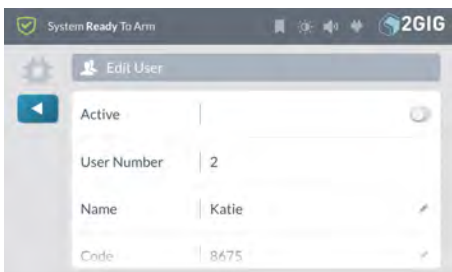 System Ready To Arm
2GIG
Edit User
Active
User Number 2
Name Katie
Code 8675